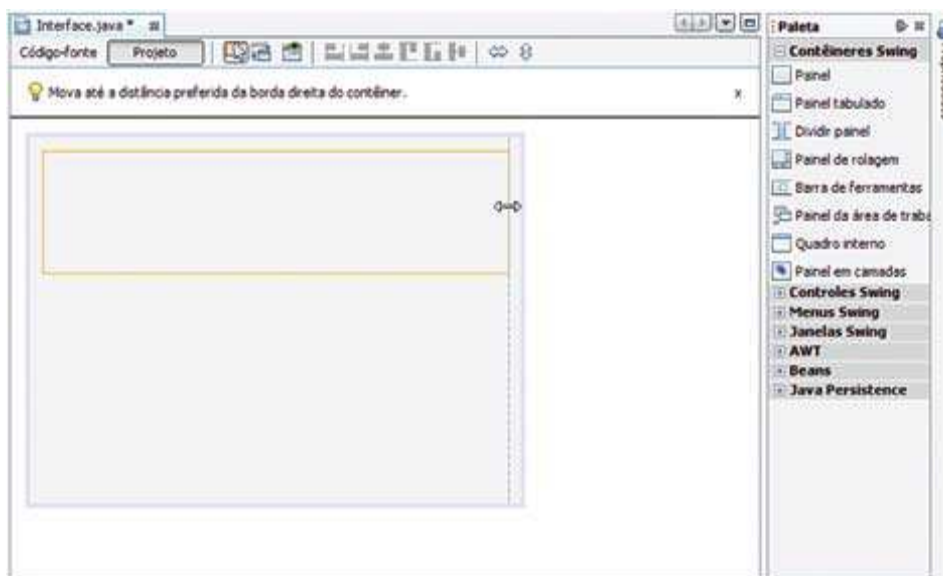 Interface.java *
Código-fonte Projeto
Mova até a distância preferida da borda direita do contêiner.
x
Paleta
Contêineres Swing
Painel
Painel tabulado
Dividir painel
Painel de rolagem
Barra de ferramentas
Painel da área de traba
Quadro interno
Painel em camadas
Controles Swing
Menus Swing
Janelas Swing
AWT
Beans
Java Persistence